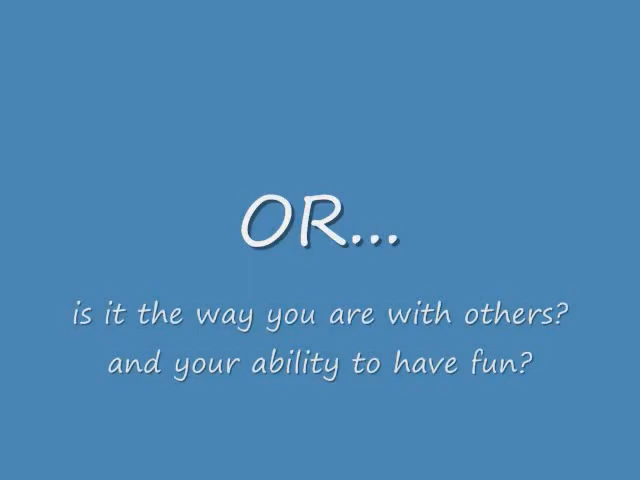 OR...
is it the way you are with others?
and your ability to have fun?